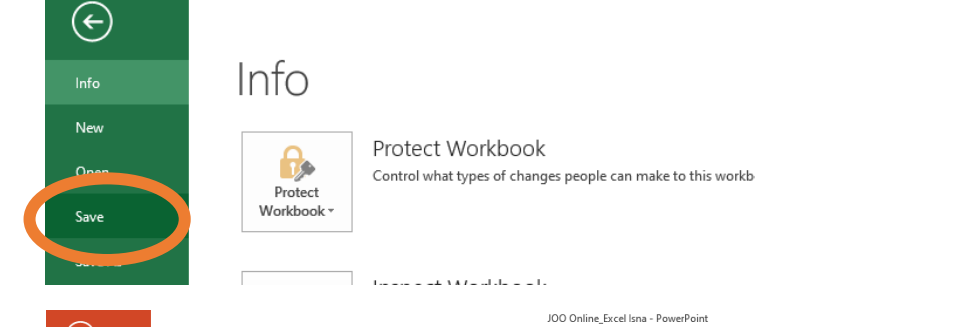 Info
New
Open
Save
Info
Protect Workbook
Protect Workbook
Control what types of changes people can make to this workb
JOO Online_Excel Isna - PowerPoint